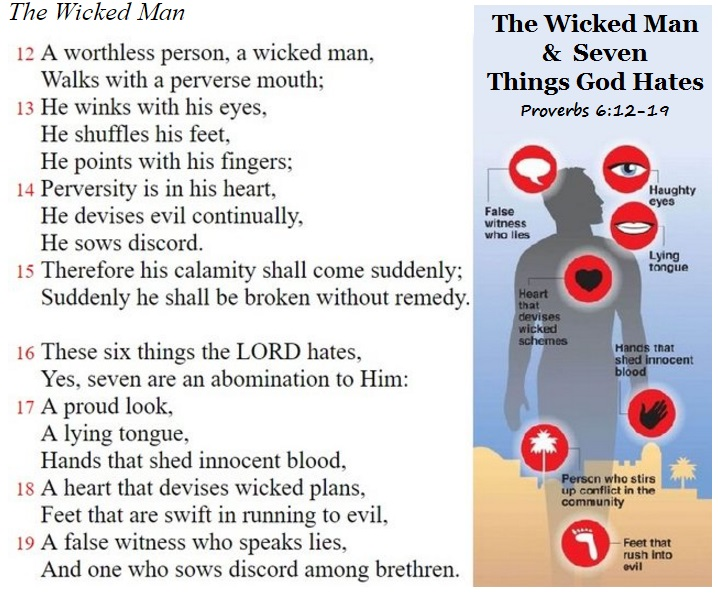 The Wicked Man
12 A worthless person, a wicked man,
Walks with a perverse mouth;
13 He winks with his eyes,
He shuffles his feet,
He points with his fingers;
14 Perversity is in his heart,
He devises evil continually,
He sows discord.
15 Therefore his calamity shall come suddenly;
Suddenly he shall be broken without remedy.
16 These six things the LORD hates,
Yes, seven are an abomination to Him:
17 A proud look,
A lying tongue,
Hands that shed innocent blood,
18 A heart that devises wicked plans,
Feet that are swift in running to evil,
19 A false witness who speaks lies,
And one who sows discord among brethren.
The Wicked Man
& Seven
Things God Hates
Proverbs 6:12-19
Haughty
eyes
False
witness
who lies
Lying
tongue
Heart
that
devises
wicked
schemes
Hands that
shed innocent
blood
Person who stirs
up conflict in the
community
Feet that
rush into
evil